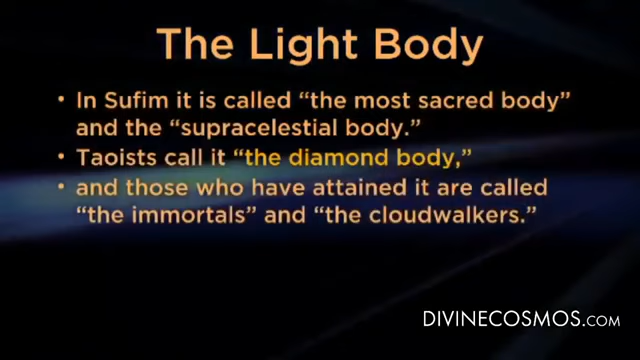 The Light Body
• In Sufim it is called “the most sacred body”
and the “supracelestial body.”
• Taoists call it “the diamond body,”
• and those who have attained it are called
“the immortals” and “the cloudwalkers.”
DIVINECOSMOS.COM